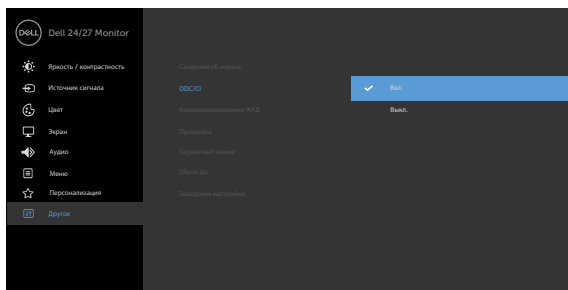 DELL
Dell 24/27 Monitor
Яркость / контрастность
Источник сигнала
Цвет
Экран
Аудио
Меню
Персонализация
Другое
Сведения об экране
DDC/CI
Кондиционирование ЖКД
Прошивка
Сервисный номер
Сброс др.
Заводские настройки
Вкл.
Выкл.